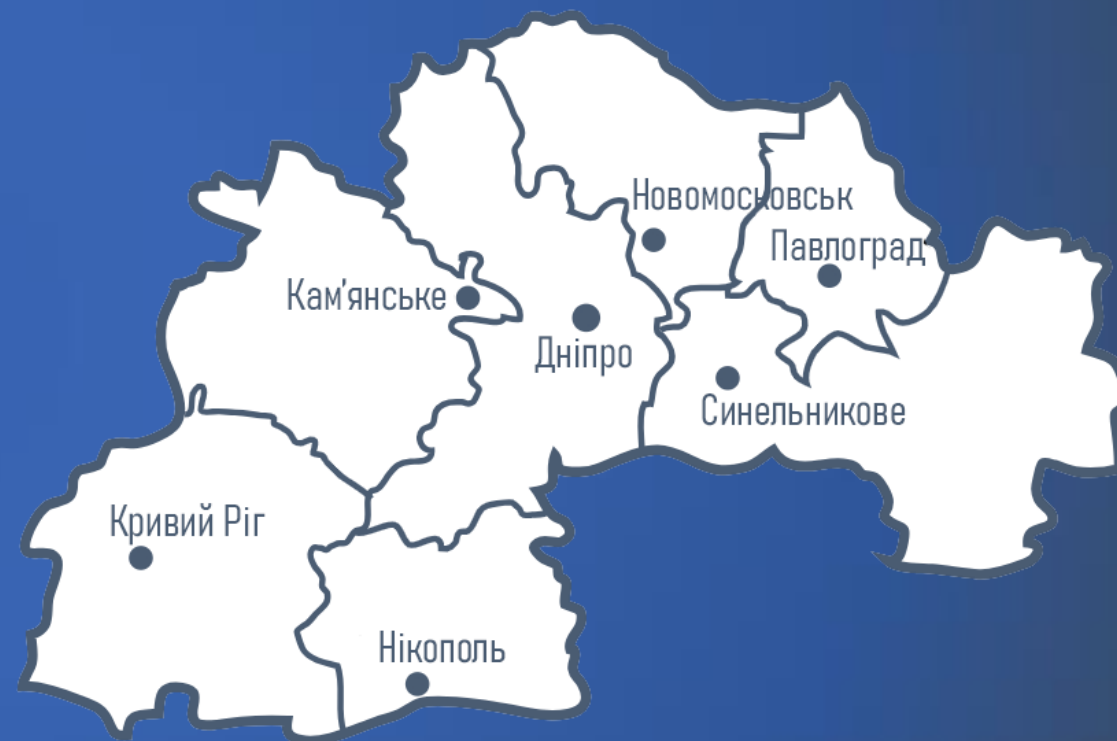 Новомосковськ
Павлоград
Кам'янське
Дніпро
Синельникове
Кривий Ріг
Нікополь